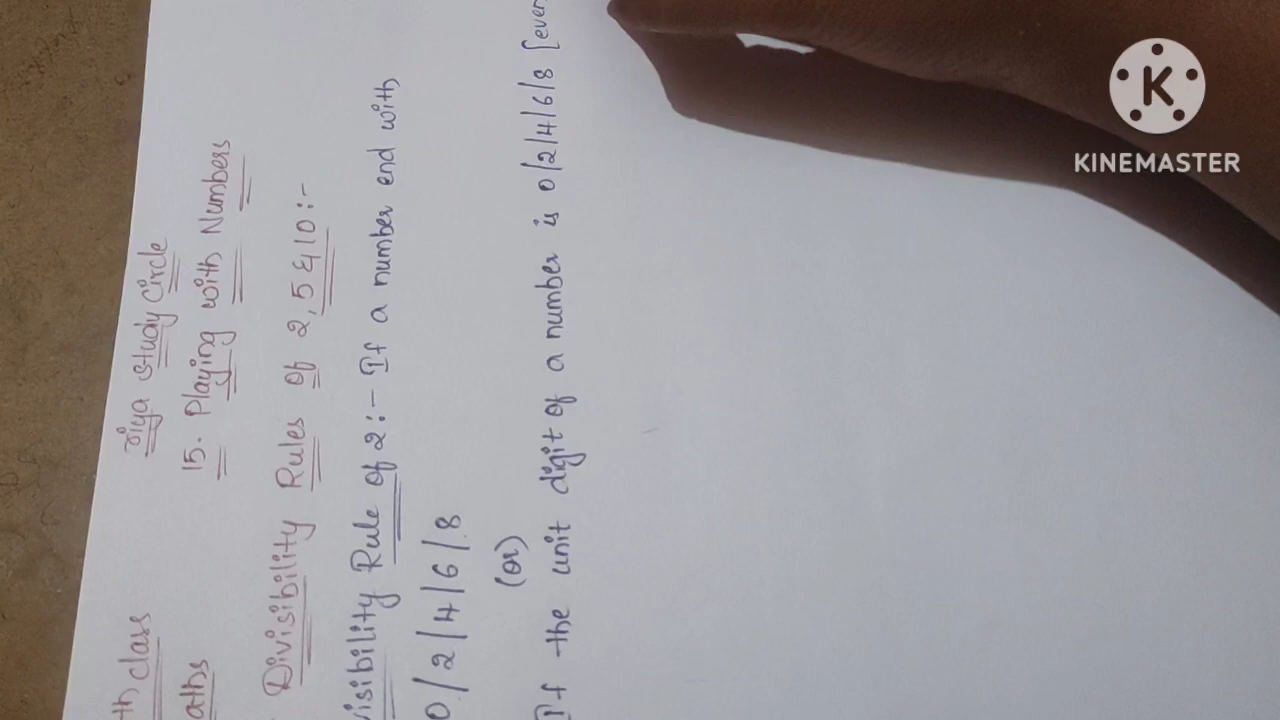 th class
riya study circle
aths
15. Playing with Numbers
Divisibility Rules of 2, 5 & 10 :-
visibility Rule of 2 :- If a number end with
0/2/4/6/8
(or)
If the unit digit of a number is 0/2/4/6/8 [even
K
KINEMASTER